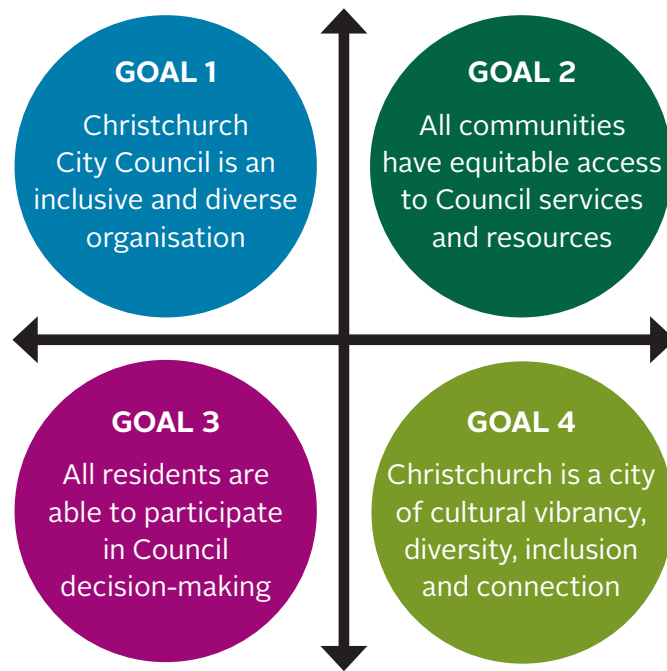 GOAL 1
Christchurch
City Council is an
inclusive and diverse
organisation
GOAL 2
All communities
have equitable access
to Council services
and resources
GOAL 3
All residents are
able to participate
in Council
decision-making
GOAL 4
Christchurch is a city
of cultural vibrancy,
diversity, inclusion
and connection